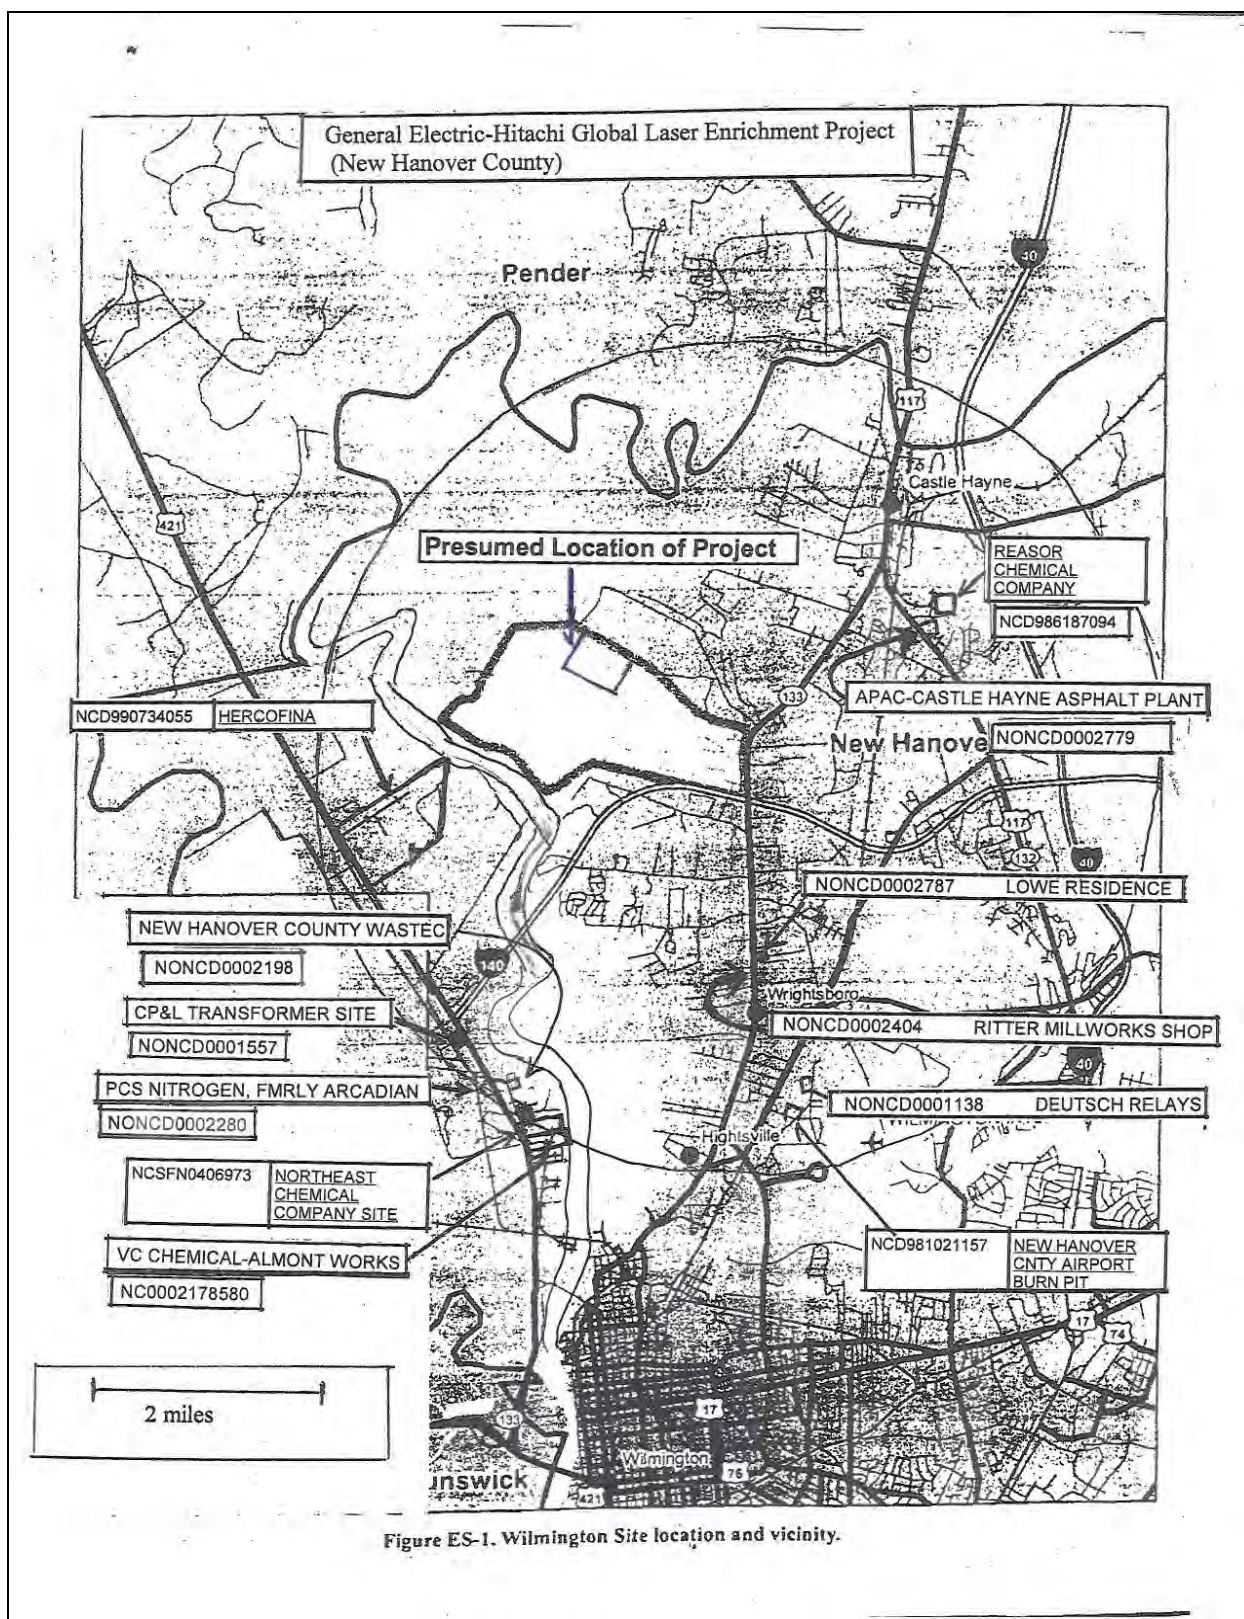 General Electric-Hitachi Global Laser Enrichment Project
(New Hanover County)
40
Pender
117
Castle Hayne
421
Presumed Location of Project
REASOR
CHEMICAL
COMPANY
NCD986187094
133
APAC-CASTLE HAYNE ASPHALT PLANT
NCD990734055 HERCOFINA
New Hanove
NONCD0002779
117
132
40
NONCD0002787 LOWE RESIDENCE
NEW HANOVER COUNTY WASTEC
NONCD0002198
140
Wrightsboro
CP&L TRANSFORMER SITE
NONCD0001557
NONCD0002404 RITTER MILLWORKS SHOP
40
PCS NITROGEN, FMRLY ARCADIAN
NONCD0002280
NONCD0001138 DEUTSCH RELAYS
Hightsville
NCSFN0406973 NORTHEAST
CHEMICAL
COMPANY SITE
VC CHEMICAL-ALMONT WORKS
NC0002178580
NCD981021157 NEW HANOVER
CNTY AIRPORT
BURN PIT
17
74
2 miles
133
17
Wilmington
76
unswick
421
Figure ES-1. Wilmington Site location and vicinity.